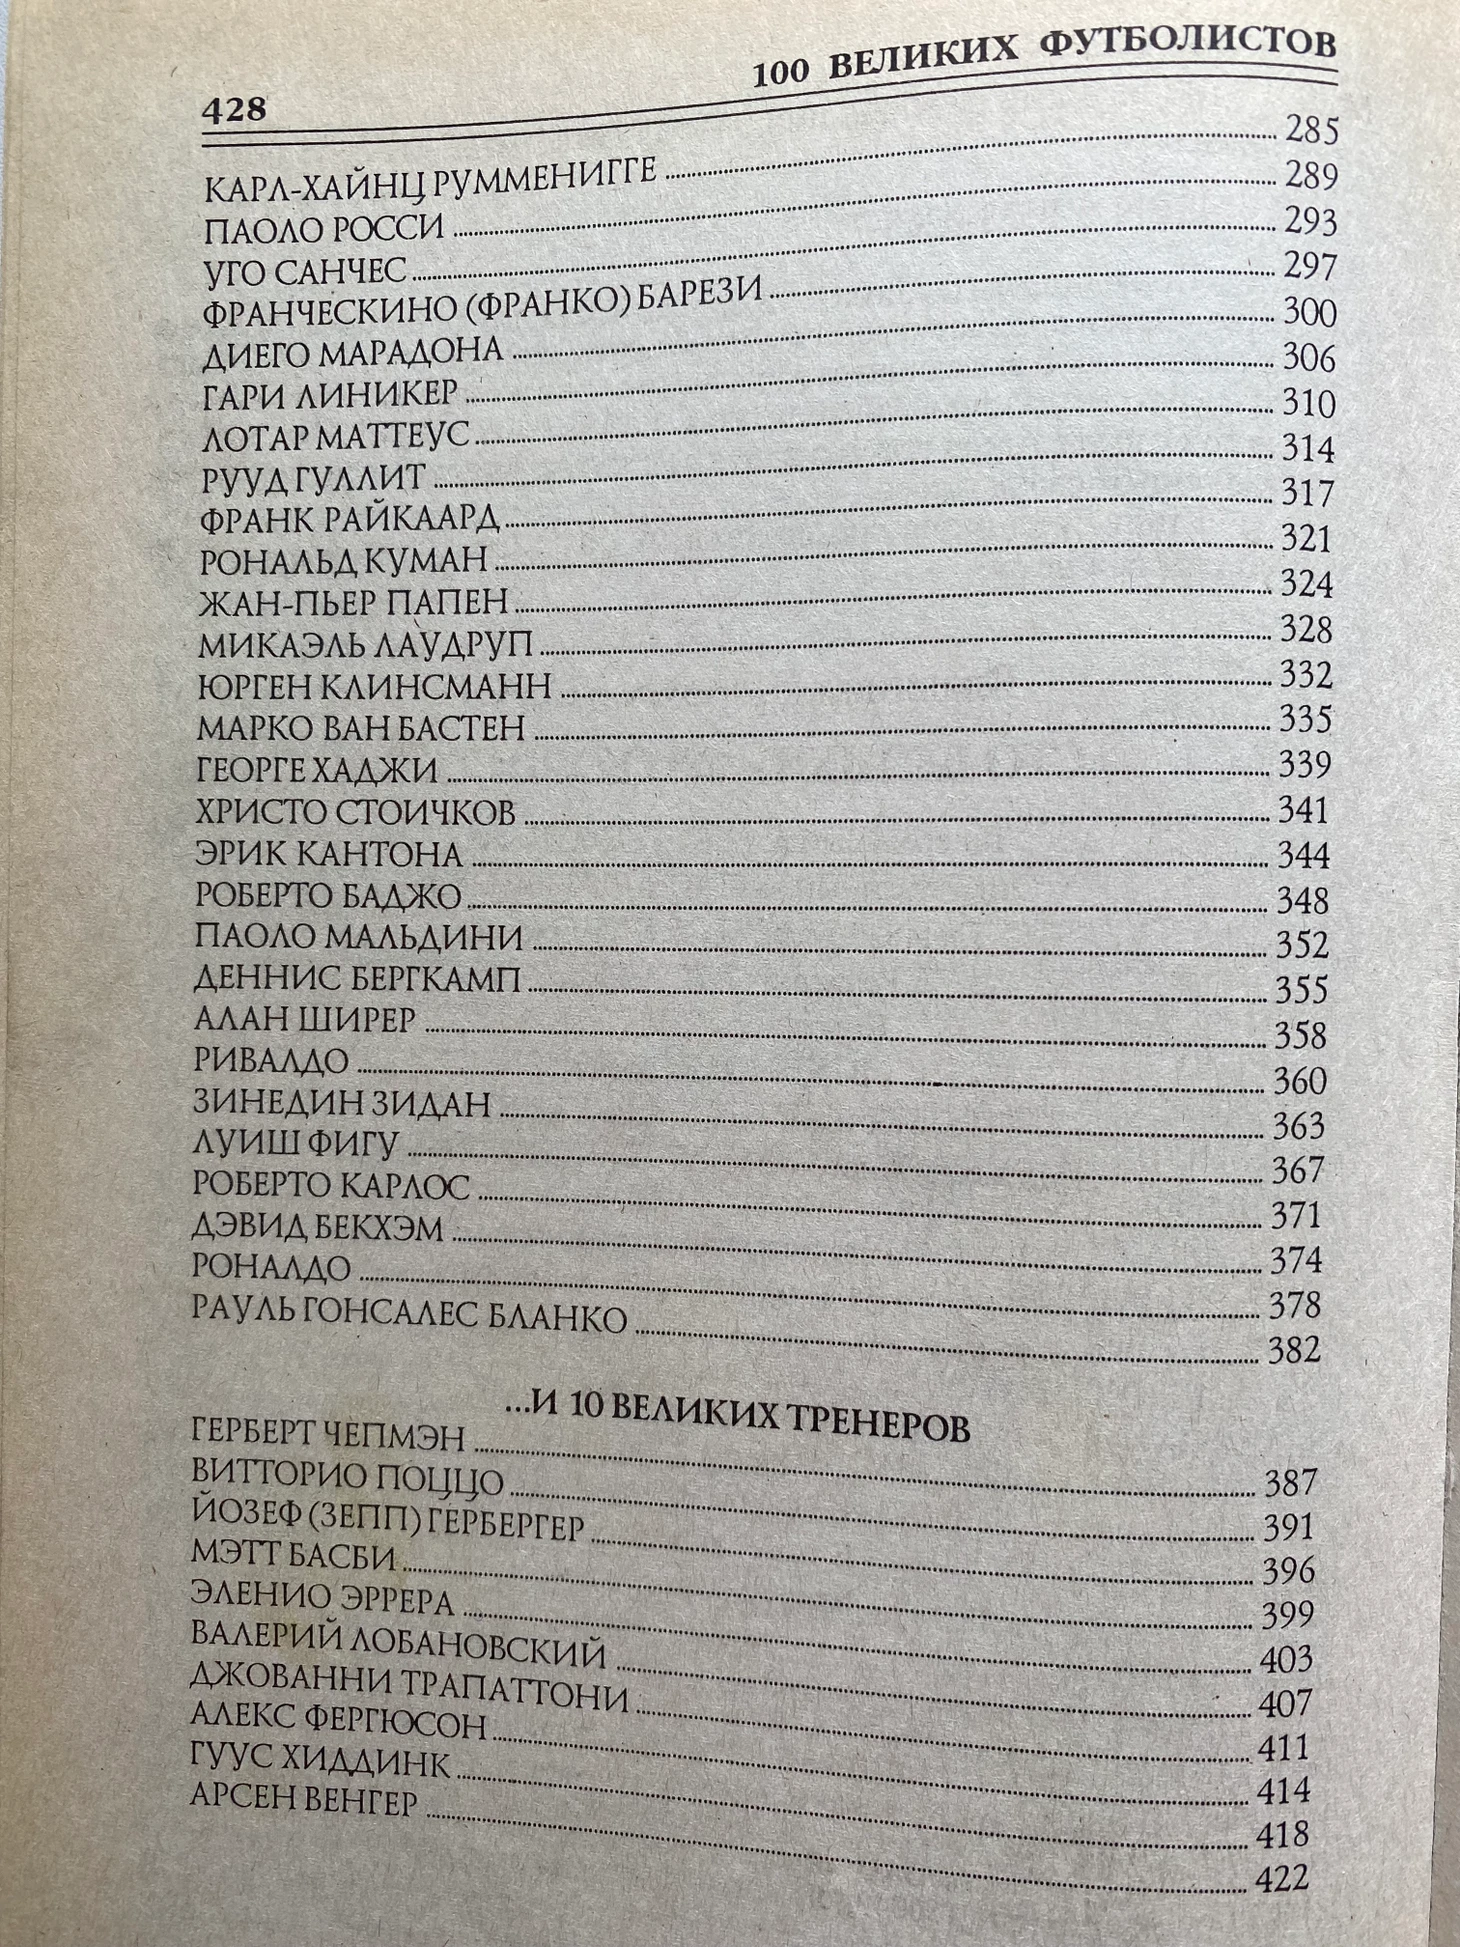 428
100 ВЕЛИКИХ ФУТБОЛИСТОВ
КАРЛ-ХАЙНЦ РУММЕНИГГЕ 285
ПАОЛО РОССИ 289
УГО САНЧЕС 293
ФРАНЧЕСКИНО (ФРАНКО) БАРЕЗИ 297
ДИЕГО МАРАДОНА 300
ГАРИ ЛИНИКЕР 306
ЛОТАР МАТТЕУС 310
РУУД ГУЛЛИТ 314
ФРАНК РАЙКААРД 317
РОНАЛЬД КУМАН 321
ЖАН-ПЬЕР ПАПЕН 324
МИКАЭЛЬ ЛАУДРУП 328
ЮРГЕН КЛИНСМАНН 332
МАРКО ВАН БАСТЕН 335
ГЕОРГЕ ХАДЖИ 339
ХРИСТО СТОИЧКОВ 341
ЭРИК КАНТОНА 344
РОБЕРТО БАДЖО 348
ПАОЛО МАЛЬДИНИ 352
ДЕННИС БЕРГКАМП 355
АЛАН ШИРЕР 358
РИВАЛДО 360
ЗИНЕДИН ЗИДАН 363
ЛУИШ ФИГУ 367
РОБЕРТО КАРЛОС 371
ДЭВИД БЕКХЭМ 374
РОНАЛДО 378
РАУЛЬ ГОНСАЛЕС БЛАНКО 382
...И 10 ВЕЛИКИХ ТРЕНЕРОВ
ГЕРБЕРТ ЧЕПМЭН 387
ВИТТОРИО ПОЦЦО 391
ЙОЗЕФ (ЗЕПП) ГЕРБЕРГЕР 396
МЭТТ БАСБИ 399
ЭЛЕНИО ЭРРЕРА 403
ВАЛЕРИЙ ЛОБАНОВСКИЙ 407
ДЖОВАННИ ТРАПАТТОНИ 411
АЛЕКС ФЕРГЮСОН 414
ГУУС ХИДДИНК 418
АРСЕН ВЕНГЕР 422